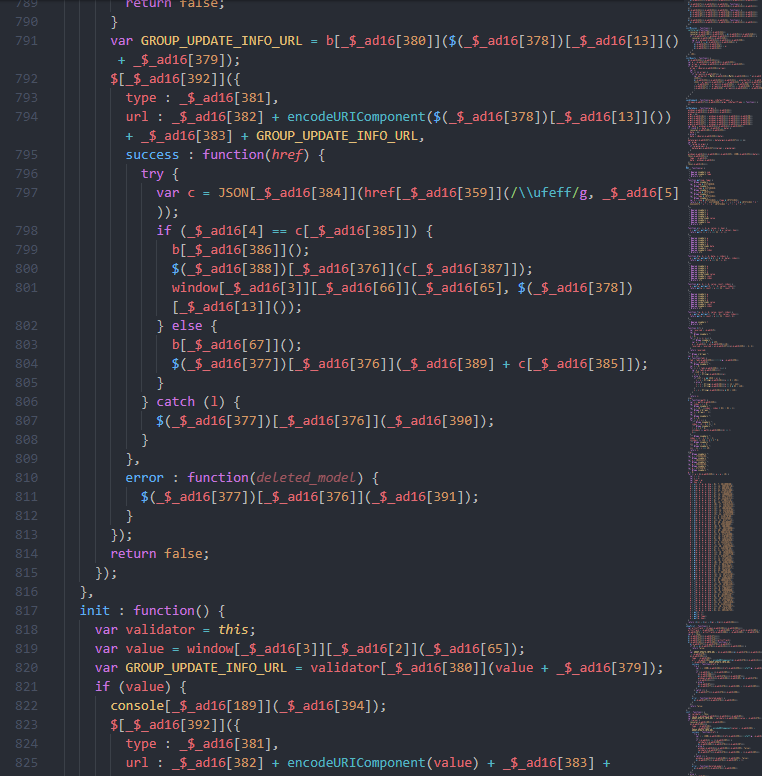 789 return false;
790 }
791 var GROUP_UPDATE_INFO_URL = b[_$_ad16[380]]($(_$_ad16[378])[_$_ad16[13]]()
+ _$_ad16[379]);
792 $[_$_ad16[392]]({
793 type : _$_ad16[381],
794 url : _$_ad16[382] + encodeURIComponent($(_$_ad16[378])[_$_ad16[13]]())
+ _$_ad16[383] + GROUP_UPDATE_INFO_URL,
795 success : function(href) {
796 try {
797 var c = JSON[_$_ad16[384]](href[_$_ad16[359]](/\\ufeff/g, _$_ad16[5]
));
798 if (_$_ad16[4] == c[_$_ad16[385]]) {
799 b[_$_ad16[386]]();
800 $(_$_ad16[388])[_$_ad16[376]](c[_$_ad16[387]]);
801 window[_$_ad16[3]][_$_ad16[66]](_$_ad16[65], $(_$_ad16[378])
[_$_ad16[13]]());
802 } else {
803 b[_$_ad16[67]]();
804 $(_$_ad16[377])[_$_ad16[376]](_$_ad16[389] + c[_$_ad16[385]]);
805 }
806 } catch (l) {
807 $(_$_ad16[377])[_$_ad16[376]](_$_ad16[390]);
808 }
809 },
810 error : function(deleted_model) {
811 $(_$_ad16[377])[_$_ad16[376]](_$_ad16[391]);
812 }
813 });
814 return false;
815 });
816 },
817 init : function() {
818 var validator = this;
819 var value = window[_$_ad16[3]][_$_ad16[2]](_$_ad16[65]);
820 var GROUP_UPDATE_INFO_URL = validator[_$_ad16[380]](value + _$_ad16[379]);
821 if (value) {
822 console[_$_ad16[189]](_$_ad16[394]);
823 $[_$_ad16[392]]({
824 type : _$_ad16[381],
825 url : _$_ad16[382] + encodeURIComponent(value) + _$_ad16[383] +